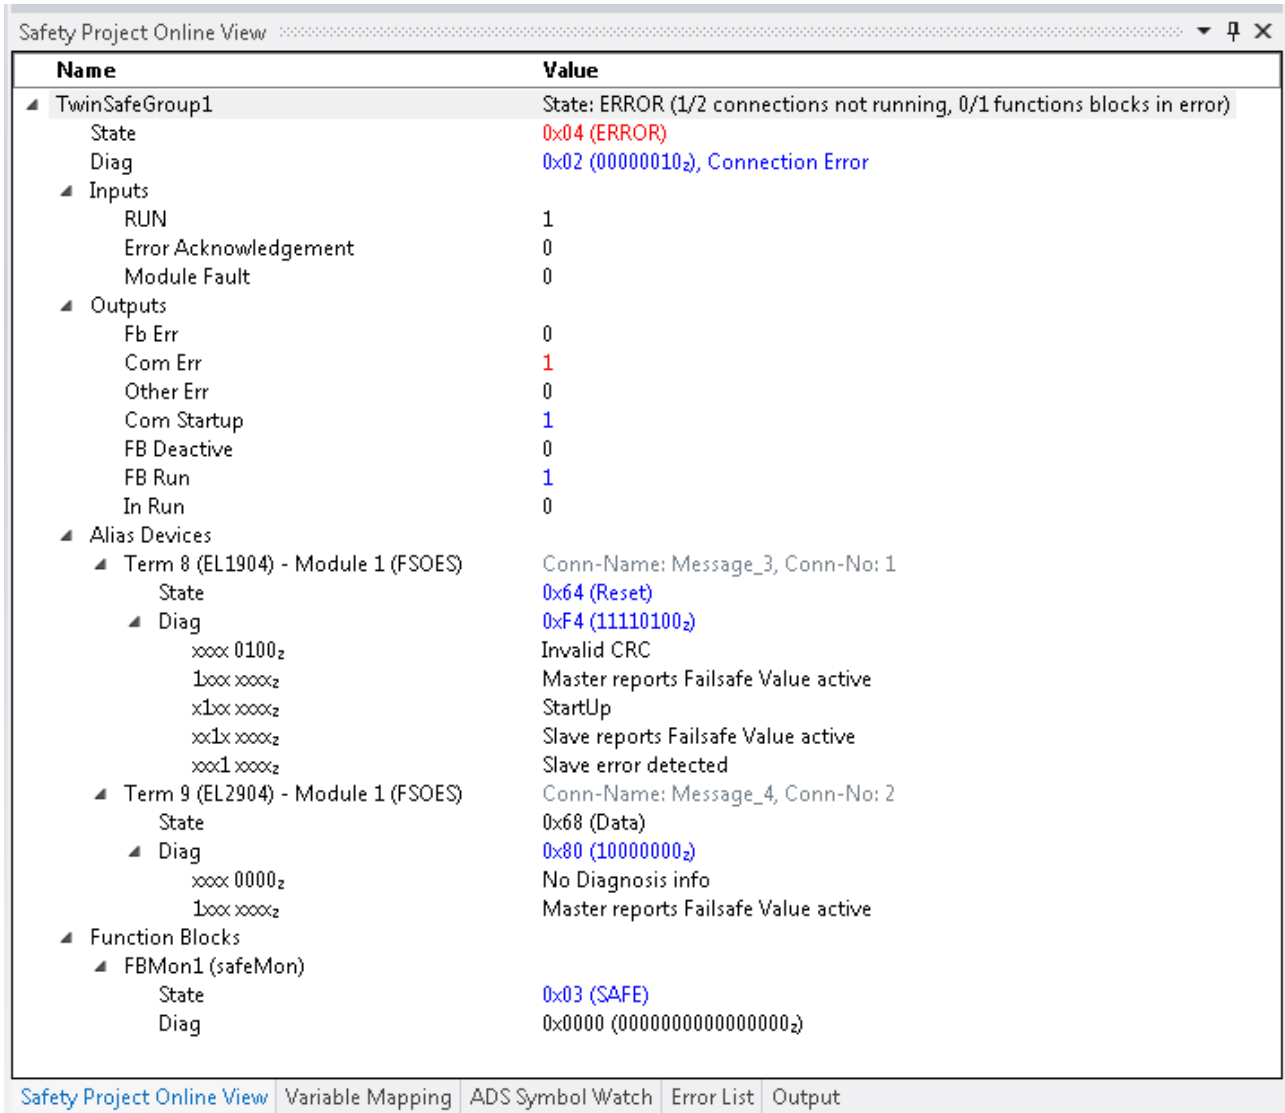 Safety Project Online View
Name Value
TwinSafeGroup1 State: ERROR (1/2 connections not running, 0/1 functions blocks in error)
State 0x04 (ERROR)
Diag 0x02 (00000010₂), Connection Error
Inputs
RUN 1
Error Acknowledgement 0
Module Fault 0
Outputs
Fb Err 0
Com Err 1
Other Err 0
Com Startup 1
FB Deactive 0
FB Run 1
In Run 0
Alias Devices
Term 8 (EL1904) - Module 1 (FSOES) Conn-Name: Message_3, Conn-No: 1
State 0x64 (Reset)
Diag 0xF4 (11110100₂)
xxxx 0100₂ Invalid CRC
1xxx xxxx₂ Master reports Failsafe Value active
x1xx xxxx₂ StartUp
xx1x xxxx₂ Slave reports Failsafe Value active
xxx1 xxxx₂ Slave error detected
Term 9 (EL2904) - Module 1 (FSOES) Conn-Name: Message_4, Conn-No: 2
State 0x68 (Data)
Diag 0x80 (10000000₂)
xxxx 0000₂ No Diagnosis info
1xxx xxxx₂ Master reports Failsafe Value active
Function Blocks
FBMon1 (safeMon)
State 0x03 (SAFE)
Diag 0x0000 (0000000000000000₂)
Safety Project Online View Variable Mapping ADS Symbol Watch Error List Output